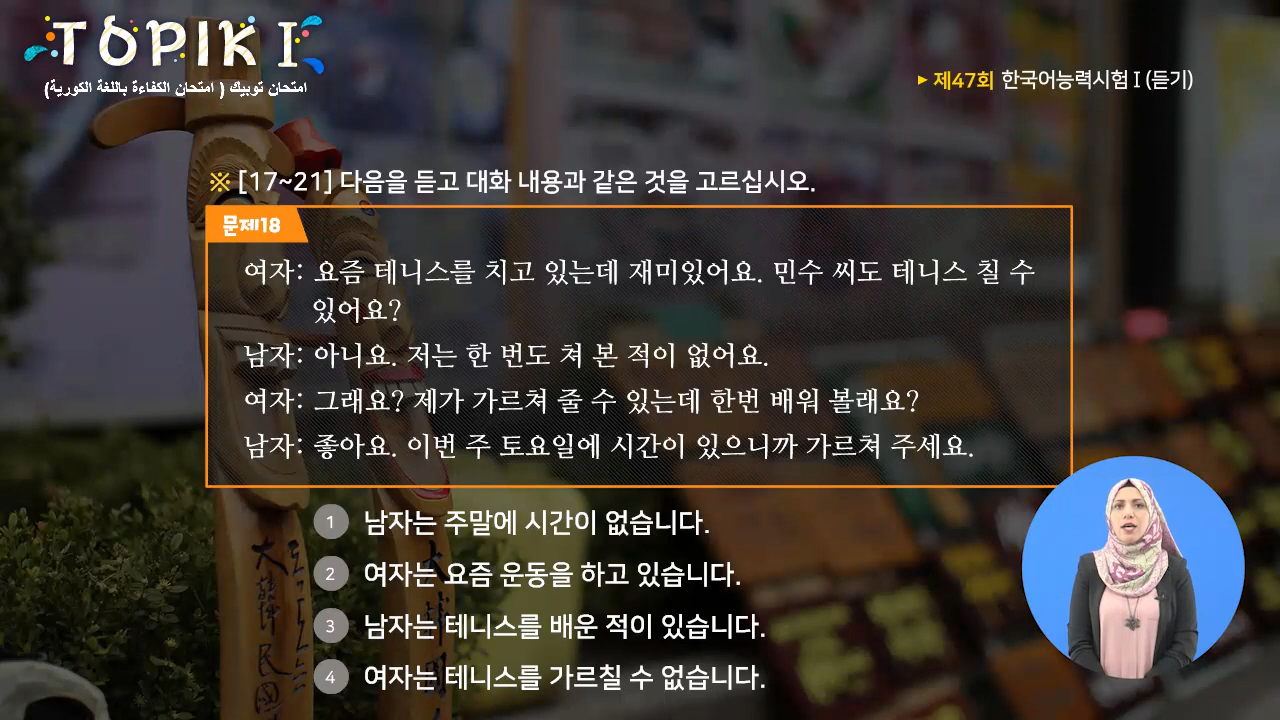 TOPIK I
امتحان توبيك ( امتحان الكفاءة باللغة الكورية)
▸ 제47회 한국어능력시험 I (듣기)
※ [17~21] 다음을 듣고 대화 내용과 같은 것을 고르십시오.
문제18
여자: 요즘 테니스를 치고 있는데 재미있어요. 민수 씨도 테니스 칠 수
있어요?
남자: 아니요. 저는 한 번도 쳐 본 적이 없어요.
여자: 그래요? 제가 가르쳐 줄 수 있는데 한번 배워 볼래요?
남자: 좋아요. 이번 주 토요일에 시간이 있으니까 가르쳐 주세요.
1 남자는 주말에 시간이 없습니다.
2 여자는 요즘 운동을 하고 있습니다.
3 남자는 테니스를 배운 적이 있습니다.
4 여자는 테니스를 가르칠 수 없습니다.
大韓民國